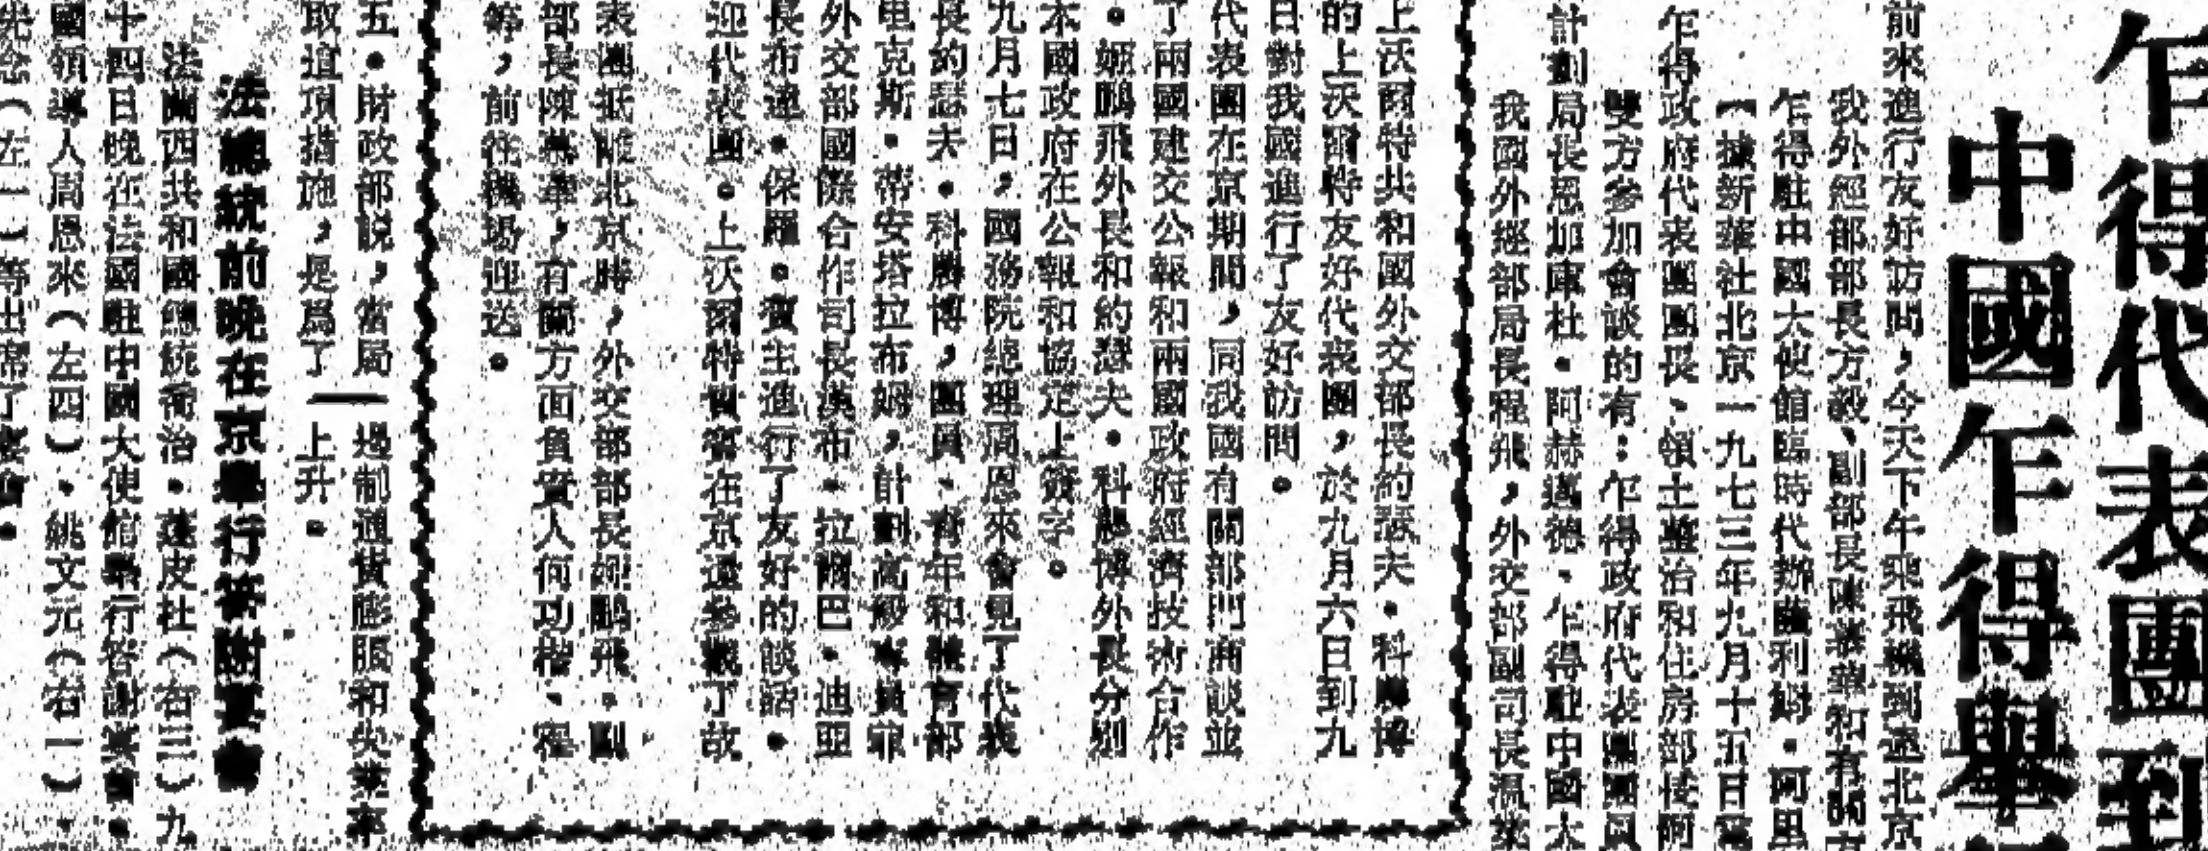 乍得代表團到
中國乍得舉
前來進行友好訪問，今天下午乘飛機到達北京
我外經部部長方毅、副部長陳慕華和有關方
乍得駐中國大使館臨時代辦薩利姆·阿里
【據新華社北京一九七三年九月十五日電
乍得政府代表團團長、領土整治和住房部長阿
雙方參加會談的有：乍得政府代表團團員
計劃局長恩加庫杜·阿赫邁德、乍得駐中國大
我國外經部局長程飛，外交部副司長溫業
上沃爾特共和國外交部長約瑟夫·科納博
的上沃爾特友好代表團，於九月六日到九
日對我國進行了友好訪問。
代表團在京期間，同我國有關部門商談並
了兩國建交公報和兩國政府經濟技術合作
。姬鵬飛外長和約瑟夫·科納博外長分別
本國政府在公報和協定上簽字。
九月七日，國務院總理周恩來會見了代表
長約瑟夫·科納博，團員、青年和體育部
克斯·蒂安塔拉布姆，計劃高級專員
外交部國際合作司長 布·拉爾巴·迪亞
長布達·保羅。賓主進行了友好的談話。
迎代表團。上沃爾特貴賓在京還參觀了故
表團抵離北京時，外交部部長姬鵬飛、副
部長陳慕華，有關方面負責人何功楷、程
等，前往機場迎送。
五。財政部說，當局 遏制通貨膨脹和失業率
取這項措施，是爲了 上升。
法總統前晚在京舉行答謝宴會
法蘭西共和國總統喬治·蓬皮杜（右三）九
十四日晚在法國駐中國大使館舉行答謝宴會。
國領導人周恩來（左四）、姚文元（右一）、
先念（左一）等出席了宴會。